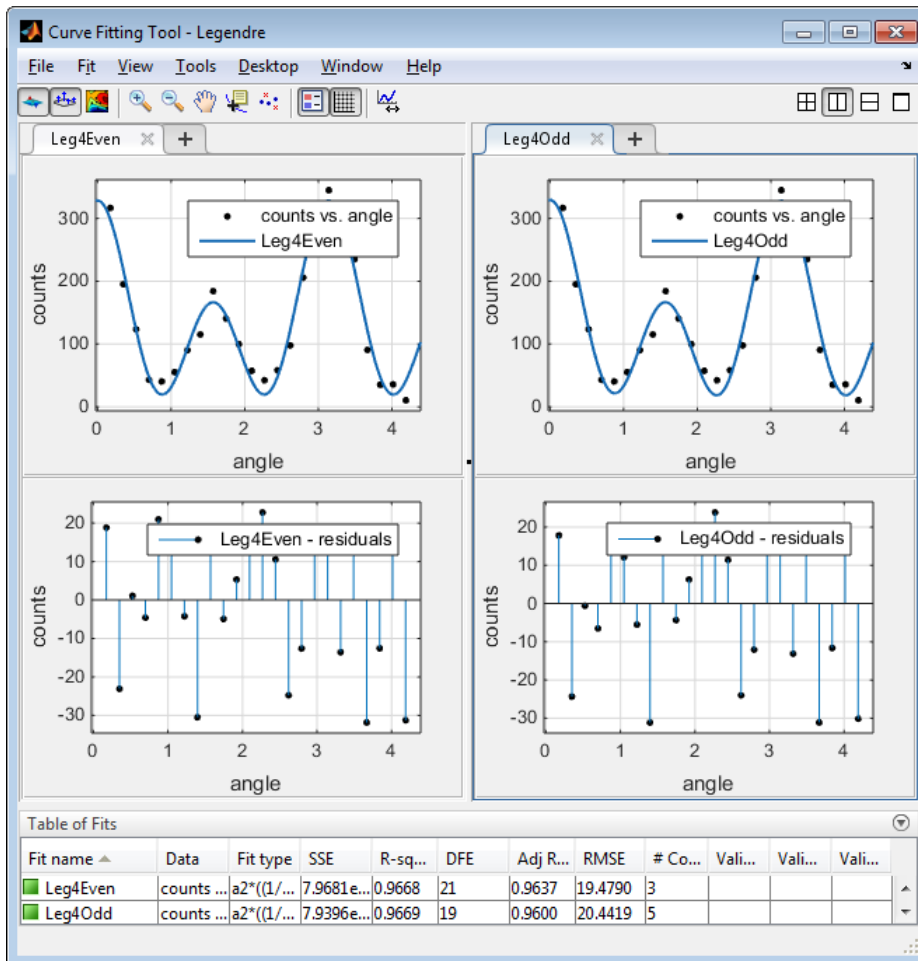 Curve Fitting Tool - Legendre
File Fit View Tools Desktop Window Help
Leg4Even
Leg4Odd
300
200
100
0
counts
counts vs. angle
Leg4Even
0 1 2 3 4
angle
300
200
100
0
counts
counts vs. angle
Leg4Odd
0 1 2 3 4
angle
20
10
0
-10
-20
-30
counts
Leg4Even - residuals
0 1 2 3 4
angle
20
10
0
-10
-20
-30
counts
Leg4Odd - residuals
0 1 2 3 4
angle
Table of Fits
Fit name Data Fit type SSE R-sq... DFE Adj R... RMSE # Co... Vali... Vali... Vali...
Leg4Even counts ... a2*((1/... 7.9681e... 0.9668 21 0.9637 19.4790 3
Leg4Odd counts ... a2*((1/... 7.9396e... 0.9669 19 0.9600 20.4419 5